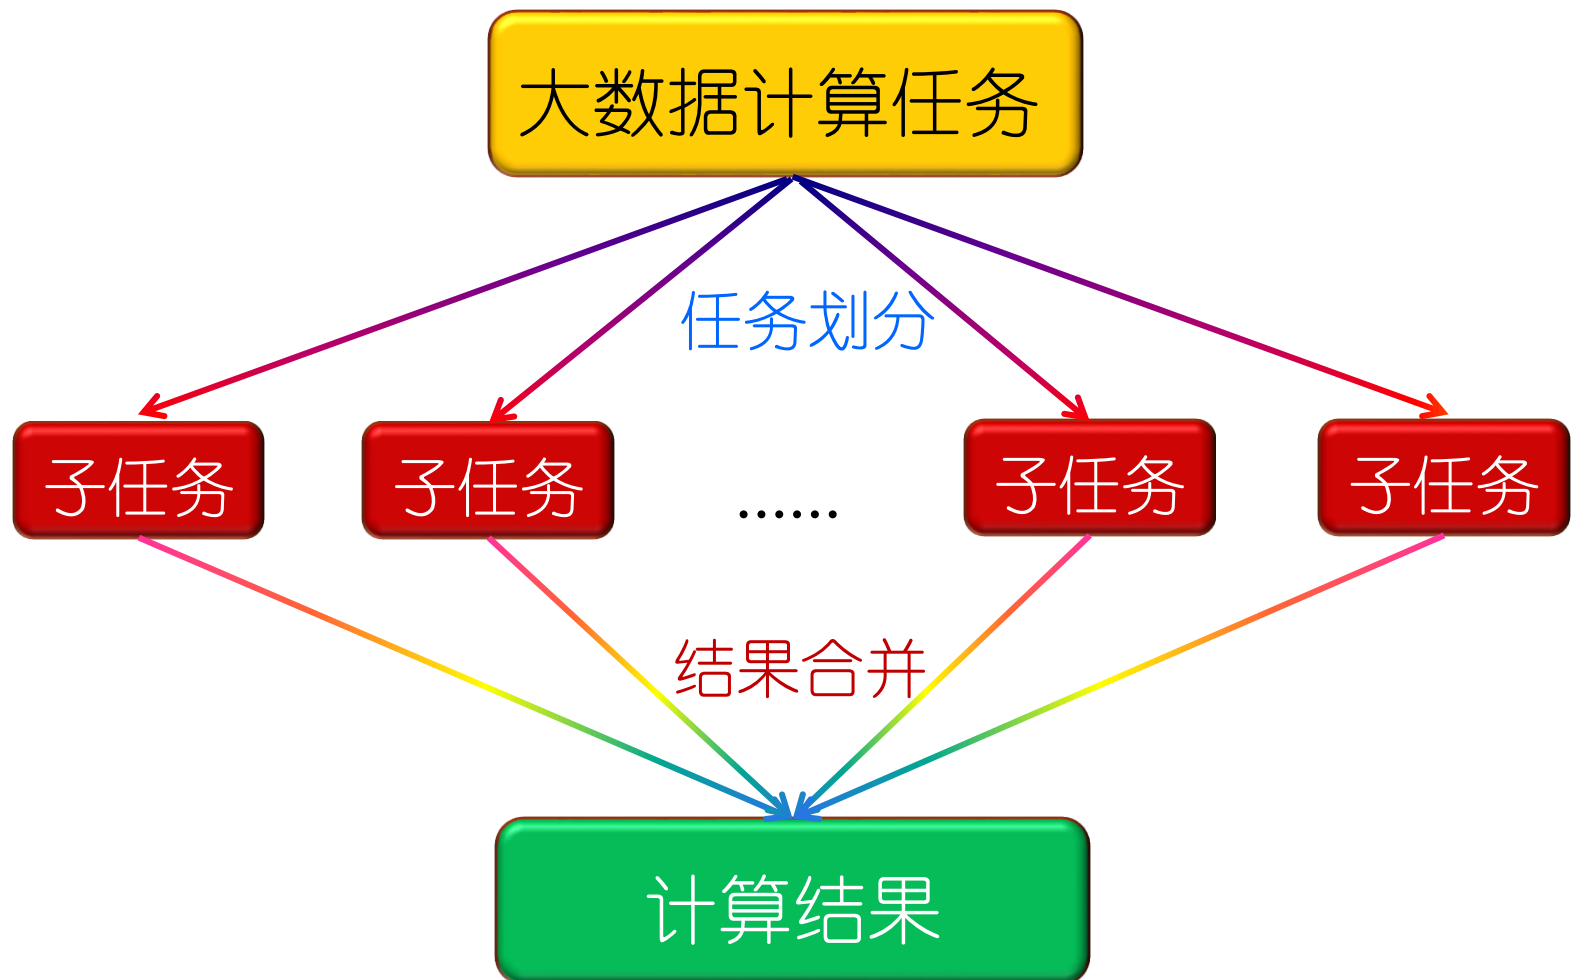 大数据计算任务
任务划分
子任务
子任务
......
子任务
子任务
结果合并
计算结果